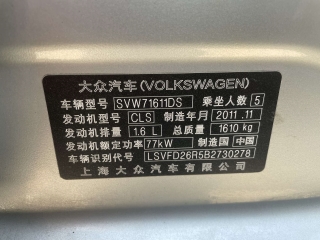 大众汽车(VOLKSWAGEN)
车辆型号 SVW71611DS 乘坐人数 5
发动机型号 CLS 制造年月 2011.11
发动机排量 1.6 L 总质量 1610 kg
发动机额定功率 77kW 制造国 中国
车辆识别代号 LSVFD26R5B2730278
上海大众汽车有限公司